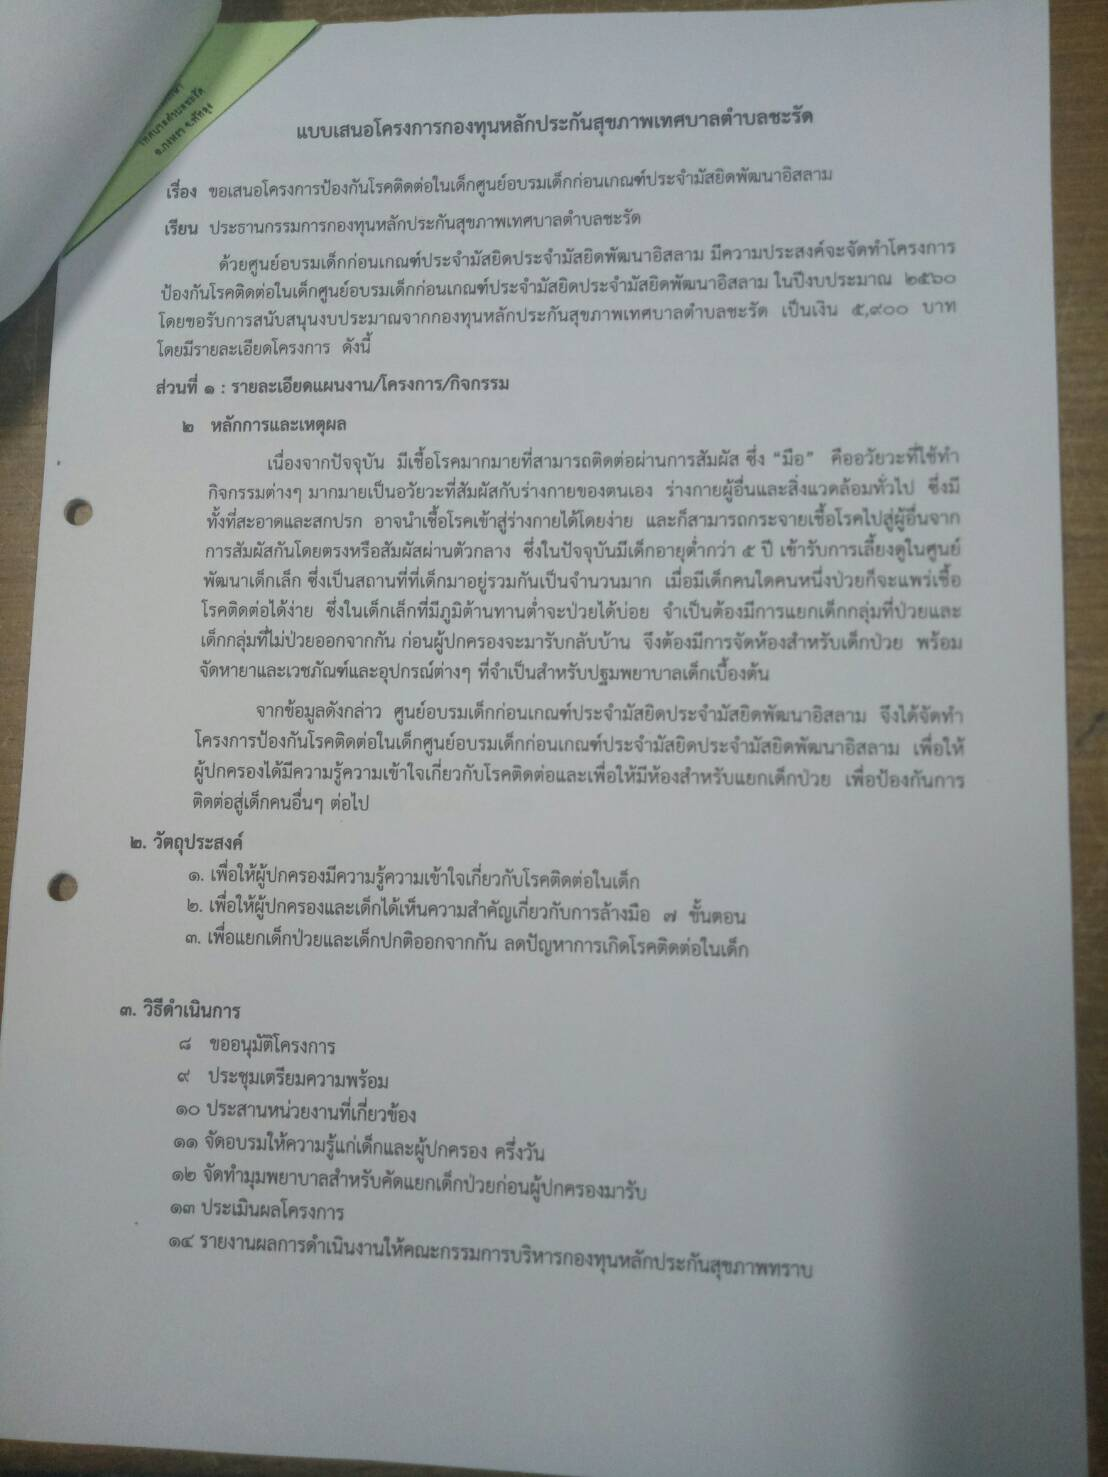 เทศบาลตำบลชะรัด
อ.กงหรา จ.พัทลุง
แบบเสนอโครงการกองทุนหลักประกันสุขภาพเทศบาลตำบลชะรัด
เรื่อง ขอเสนอโครงการป้องกันโรคติดต่อในเด็กศูนย์อบรมเด็กก่อนเกณฑ์ประจำมัสยิดพัฒนาอิสลาม
เรียน ประธานกรรมการกองทุนหลักประกันสุขภาพเทศบาลตำบลชะรัด
ด้วยศูนย์อบรมเด็กก่อนเกณฑ์ประจำมัสยิดประจำมัสยิดพัฒนาอิสลาม มีความประสงค์จะจัดทำโครงการ
ป้องกันโรคติดต่อในเด็กศูนย์อบรมเด็กก่อนเกณฑ์ประจำมัสยิดประจำมัสยิดพัฒนาอิสลาม ในปีงบประมาณ ๒๕๖๐
โดยขอรับการสนับสนุนงบประมาณจากกองทุนหลักประกันสุขภาพเทศบาลตำบลชะรัด เป็นเงิน ๕,๙๐๐ บาท
โดยมีรายละเอียดโครงการ ดังนี้
ส่วนที่ ๑ : รายละเอียดแผนงาน/โครงการ/กิจกรรม
๒ หลักการและเหตุผล
เนื่องจากปัจจุบัน มีเชื้อโรคมากมายที่สามารถติดต่อผ่านการสัมผัส ซึ่ง “มือ” คืออวัยวะที่ใช้ทำ
กิจกรรมต่างๆ มากมายเป็นอวัยวะที่สัมผัสกับร่างกายของตนเอง ร่างกายผู้อื่นและสิ่งแวดล้อมทั่วไป ซึ่งมี
ทั้งที่สะอาดและสกปรก อาจนำเชื้อโรคเข้าสู่ร่างกายได้โดยง่าย และก็สามารถกระจายเชื้อโรคไปสู่ผู้อื่นจาก
การสัมผัสกันโดยตรงหรือสัมผัสผ่านตัวกลาง ซึ่งในปัจจุบันมีเด็กอายุต่ำกว่า ๕ ปี เข้ารับการเลี้ยงดูในศูนย์
พัฒนาเด็กเล็ก ซึ่งเป็นสถานที่ที่เด็กมาอยู่รวมกันเป็นจำนวนมาก เมื่อมีเด็กคนใดคนหนึ่งป่วยก็จะแพร่เชื้อ
โรคติดต่อได้ง่าย ซึ่งในเด็กเล็กที่มีภูมิต้านทานต่ำจะป่วยได้บ่อย จำเป็นต้องมีการแยกเด็กกลุ่มที่ป่วยและ
เด็กกลุ่มที่ไม่ป่วยออกจากกัน ก่อนผู้ปกครองจะมารับกลับบ้าน จึงต้องมีการจัดห้องสำหรับเด็กป่วย พร้อม
จัดหายาและเวชภัณฑ์และอุปกรณ์ต่างๆ ที่จำเป็นสำหรับปฐมพยาบาลเด็กเบื้องต้น
จากข้อมูลดังกล่าว ศูนย์อบรมเด็กก่อนเกณฑ์ประจำมัสยิดประจำมัสยิดพัฒนาอิสลาม จึงได้จัดทำ
โครงการป้องกันโรคติดต่อในเด็กศูนย์อบรมเด็กก่อนเกณฑ์ประจำมัสยิดประจำมัสยิดพัฒนาอิสลาม เพื่อให้
ผู้ปกครองได้มีความรู้ความเข้าใจเกี่ยวกับโรคติดต่อและเพื่อให้มีห้องสำหรับแยกเด็กป่วย เพื่อป้องกันการ
ติดต่อสู่เด็กคนอื่นๆ ต่อไป
๒. วัตถุประสงค์
๑. เพื่อให้ผู้ปกครองมีความรู้ความเข้าใจเกี่ยวกับโรคติดต่อในเด็ก
๒. เพื่อให้ผู้ปกครองและเด็กได้เห็นความสำคัญเกี่ยวกับการล้างมือ ๗ ขั้นตอน
๓. เพื่อแยกเด็กป่วยและเด็กปกติออกจากกัน ลดปัญหาการเกิดโรคติดต่อในเด็ก
๓. วิธีดำเนินการ
๘ ขออนุมัติโครงการ
๙ ประชุมเตรียมความพร้อม
๑๐ ประสานหน่วยงานที่เกี่ยวข้อง
๑๑ จัดอบรมให้ความรู้แก่เด็กและผู้ปกครอง ครึ่งวัน
๑๒ จัดทำมุมพยาบาลสำหรับคัดแยกเด็กป่วยก่อนผู้ปกครองมารับ
๑๓ ประเมินผลโครงการ
๑๔ รายงานผลการดำเนินงานให้คณะกรรมการบริหารกองทุนหลักประกันสุขภาพทราบ